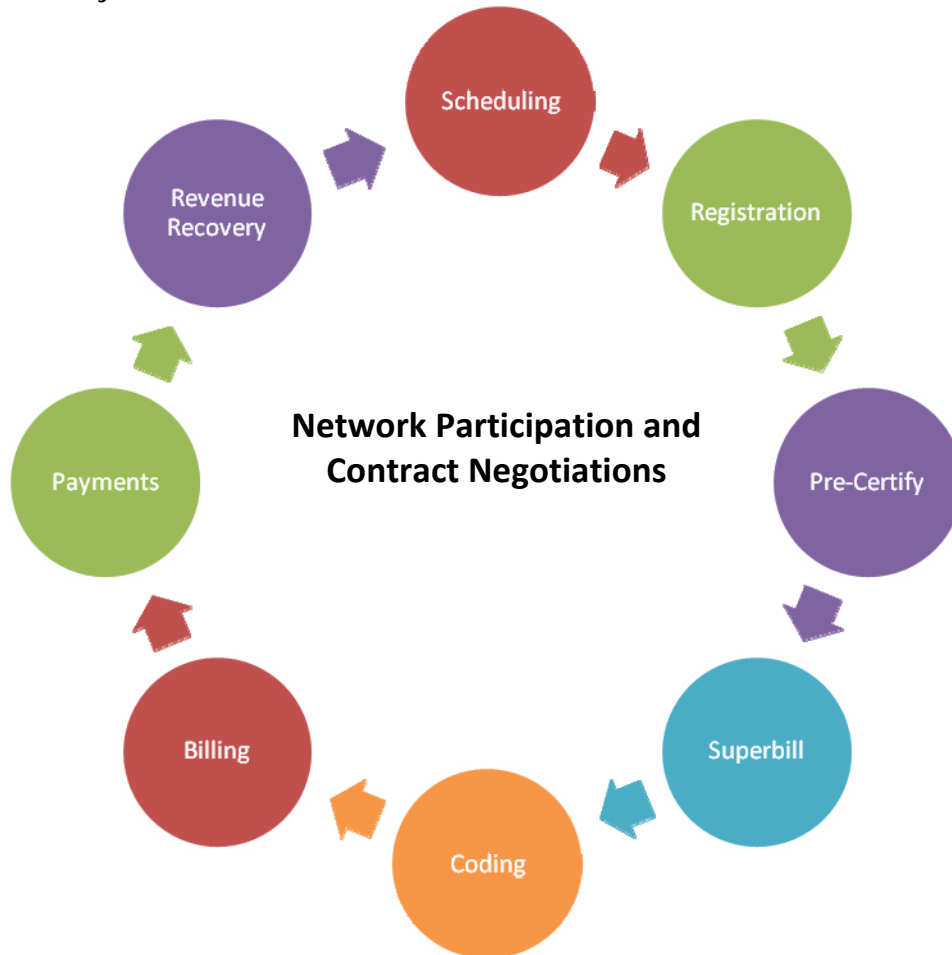 Scheduling
Registration
Pre-Certify
Superbill
Coding
Billing
Payments
Revenue
Recovery
Network Participation and
Contract Negotiations